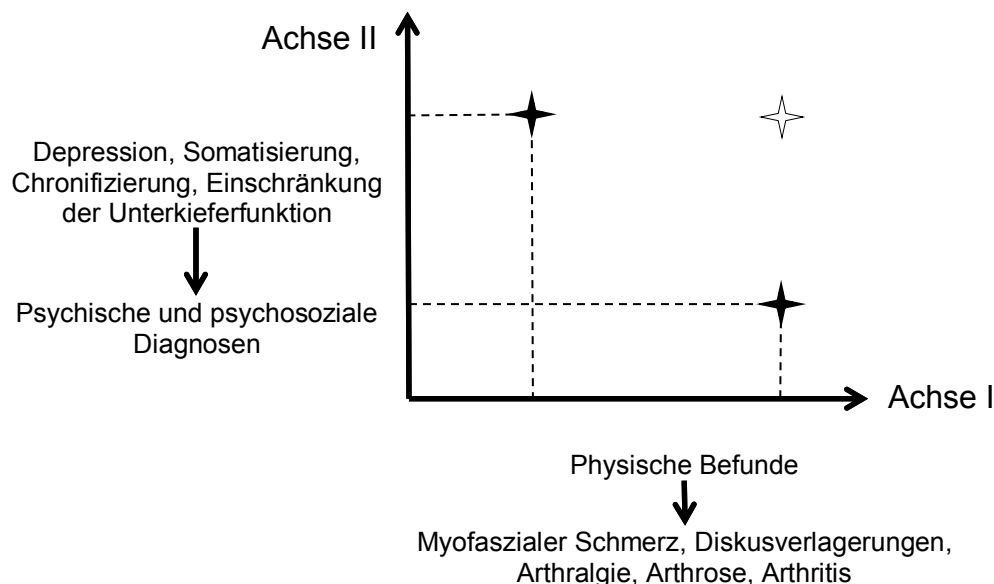 Achse II
Depression, Somatisierung,
Chronifizierung, Einschränkung
der Unterkieferfunktion
Psychische und psychosoziale
Diagnosen
Achse I
Physische Befunde
Myofaszialer Schmerz, Diskusverlagerungen,
Arthralgie, Arthrose, Arthritis